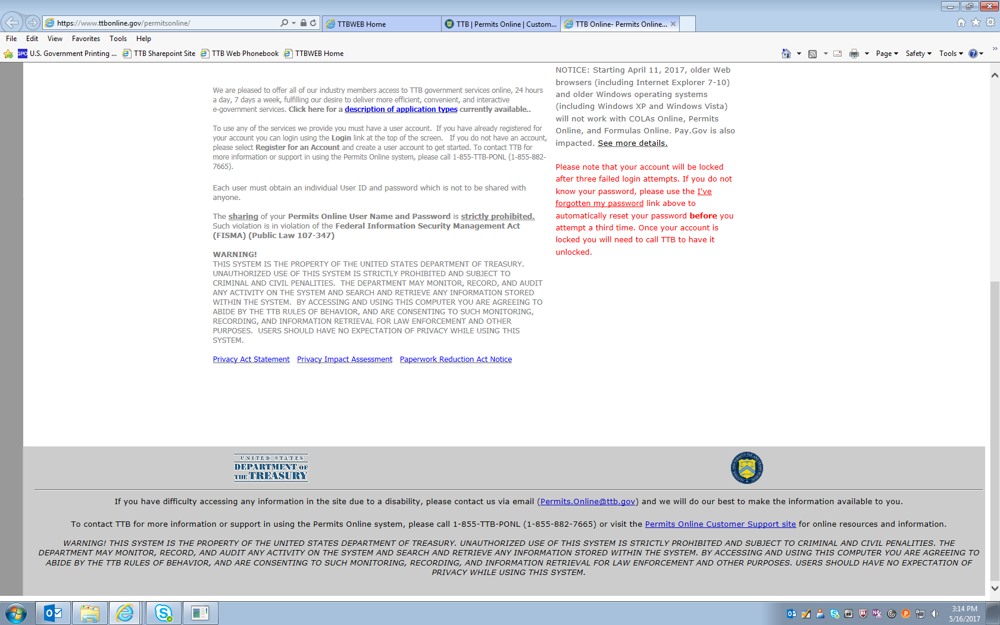 https://www.ttbonline.gov/permitsonline/
TTBWEB Home
TTB | Permits Online | Custom...
TTB Online- Permits Online...
File Edit View Favorites Tools Help
GPO U.S. Government Printing ...
TTB Sharepoint Site
TTB Web Phonebook
TTBWEB Home
Page
Safety
Tools
We are pleased to offer all of our industry members access to TTB government services online, 24 hours
a day, 7 days a week, fulfilling our desire to deliver more efficient, convenient, and interactive
e-government services. Click here for a description of application types currently available..
To use any of the services we provide you must have a user account. If you have already registered for
your account you can login using the Login link at the top of the screen. If you do not have an account,
please select Register for an Account and create a user account to get started. To contact TTB for
more information or support in using the Permits Online system, please call 1-855-TTB-PONL (1-855-882-
7665).
Each user must obtain an individual User ID and password which is not to be shared with
anyone.
The sharing of your Permits Online User Name and Password is strictly prohibited.
Such violation is in violation of the Federal Information Security Management Act
(FISMA) (Public Law 107-347)
WARNING!
THIS SYSTEM IS THE PROPERTY OF THE UNITED STATES DEPARTMENT OF TREASURY.
UNAUTHORIZED USE OF THIS SYSTEM IS STRICTLY PROHIBITED AND SUBJECT TO
CRIMINAL AND CIVIL PENALITIES. THE DEPARTMENT MAY MONITOR, RECORD, AND AUDIT
ANY ACTIVITY ON THE SYSTEM AND SEARCH AND RETRIEVE ANY INFORMATION STORED
WITHIN THE SYSTEM. BY ACCESSING AND USING THIS COMPUTER YOU ARE AGREEING TO
ABIDE BY THE TTB RULES OF BEHAVIOR, AND ARE CONSENTING TO SUCH MONITORING,
RECORDING, AND INFORMATION RETRIEVAL FOR LAW ENFORCEMENT AND OTHER
PURPOSES. USERS SHOULD HAVE NO EXPECTATION OF PRIVACY WHILE USING THIS
SYSTEM.
Privacy Act Statement Privacy Impact Assessment Paperwork Reduction Act Notice
NOTICE: Starting April 11, 2017, older Web
browsers (including Internet Explorer 7-10)
and older Windows operating systems
(including Windows XP and Windows Vista)
will not work with COLAs Online, Permits
Online, and Formulas Online. Pay.Gov is also
impacted. See more details.
Please note that your account will be locked
after three failed login attempts. If you do not
know your password, please use the I've
forgotten my password link above to
automatically reset your password before you
attempt a third time. Once your account is
locked you will need to call TTB to have it
unlocked.
UNITED STATES
DEPARTMENT OF
THE TREASURY
If you have difficulty accessing any information in the site due to a disability, please contact us via email (Permits.Online@ttb.gov) and we will do our best to make the information available to you.
To contact TTB for more information or support in using the Permits Online system, please call 1-855-TTB-PONL (1-855-882-7665) or visit the Permits Online Customer Support site for online resources and information.
WARNING! THIS SYSTEM IS THE PROPERTY OF THE UNITED STATES DEPARTMENT OF TREASURY. UNAUTHORIZED USE OF THIS SYSTEM IS STRICTLY PROHIBITED AND SUBJECT TO CRIMINAL AND CIVIL PENALITIES. THE
DEPARTMENT MAY MONITOR, RECORD, AND AUDIT ANY ACTIVITY ON THE SYSTEM AND SEARCH AND RETRIEVE ANY INFORMATION STORED WITHIN THE SYSTEM. BY ACCESSING AND USING THIS COMPUTER YOU ARE AGREEING TO
ABIDE BY THE TTB RULES OF BEHAVIOR, AND ARE CONSENTING TO SUCH MONITORING, RECORDING, AND INFORMATION RETRIEVAL FOR LAW ENFORCEMENT AND OTHER PURPOSES. USERS SHOULD HAVE NO EXPECTATION OF
PRIVACY WHILE USING THIS SYSTEM.
3:14 PM
5/16/2017